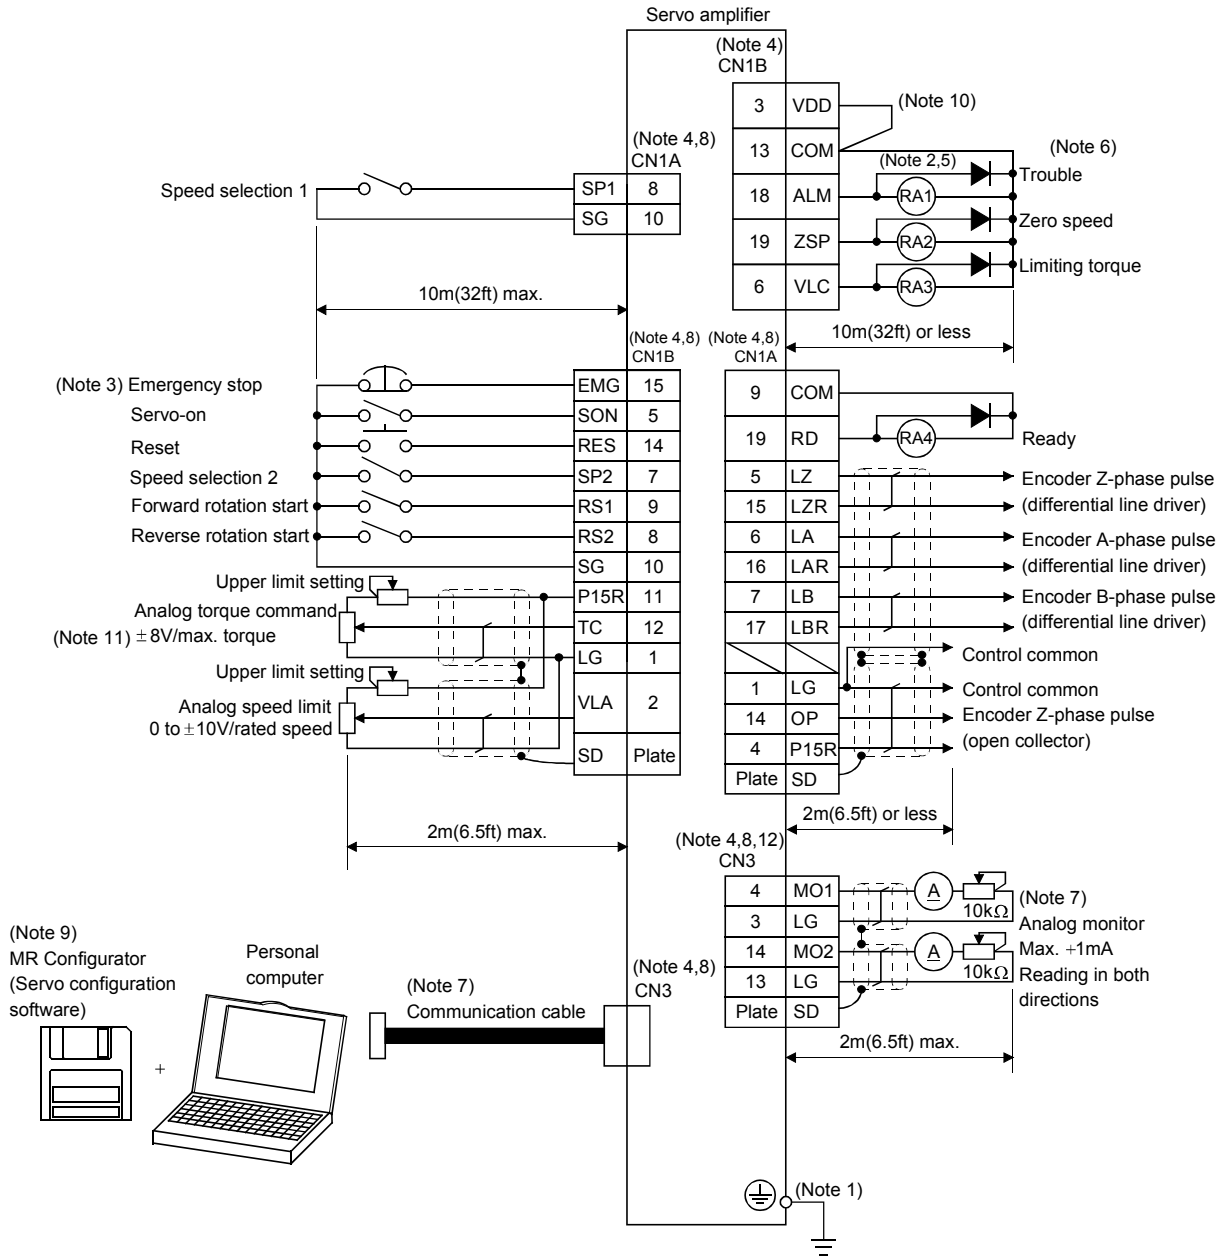 Servo amplifier
(Note 4)
CN1B
3 VDD
(Note 10)
13 COM
(Note 6)
(Note 2,5)
Trouble
18 ALM
RA1
Zero speed
19 ZSP
RA2
Limiting torque
6 VLC
RA3
10m(32ft) or less
(Note 4,8)
CN1A
Speed selection 1
SP1 8
SG 10
10m(32ft) max.
(Note 4,8)
CN1B
(Note 3) Emergency stop
EMG 15
Servo-on
SON 5
Reset
RES 14
Speed selection 2
SP2 7
Forward rotation start
RS1 9
Reverse rotation start
RS2 8
SG 10
Upper limit setting
P15R 11
Analog torque command
(Note 11) ±8V/max. torque
TC 12
LG 1
Upper limit setting
Analog speed limit
0 to ±10V/rated speed
VLA 2
SD Plate
2m(6.5ft) max.
(Note 4,8)
CN1A
9 COM
19 RD
RA4
Ready
5 LZ
Encoder Z-phase pulse
15 LZR
(differential line driver)
6 LA
Encoder A-phase pulse
16 LAR
(differential line driver)
7 LB
Encoder B-phase pulse
17 LBR
(differential line driver)
Control common
1 LG
Control common
14 OP
Encoder Z-phase pulse
4 P15R
(open collector)
Plate SD
2m(6.5ft) or less
(Note 4,8,12)
CN3
4 MO1
A
10kΩ
3 LG
14 MO2
A
10kΩ
13 LG
Plate SD
(Note 7)
Analog monitor
Max. +1mA
Reading in both
directions
2m(6.5ft) max.
(Note 9)
MR Configurator
(Servo configuration
software)
+
Personal
computer
(Note 7)
Communication cable
(Note 4,8)
CN3
(Note 1)